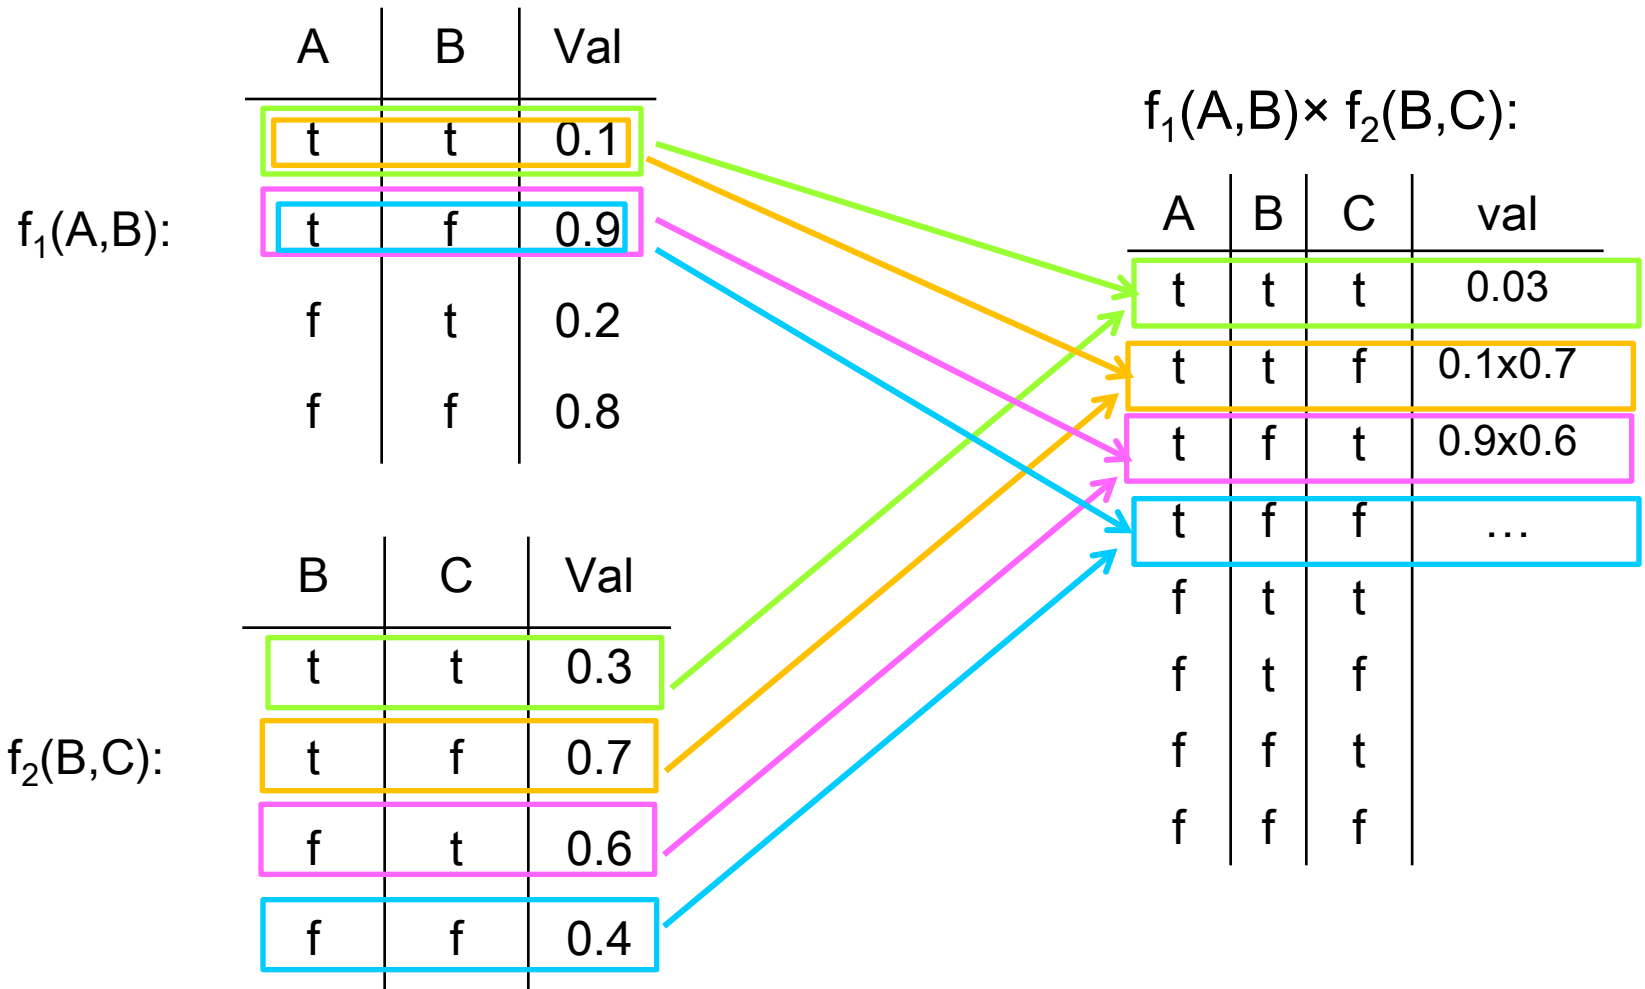 A B Val
t t 0.1
f₁(A,B):
t f 0.9
f t 0.2
f f 0.8
B C Val
t t 0.3
f₂(B,C):
t f 0.7
f t 0.6
f f 0.4
f₁(A,B)× f₂(B,C):
A B C val
t t t 0.03
t t f 0.1x0.7
t f t 0.9x0.6
t f f …
f t t
f t f
f f t
f f f